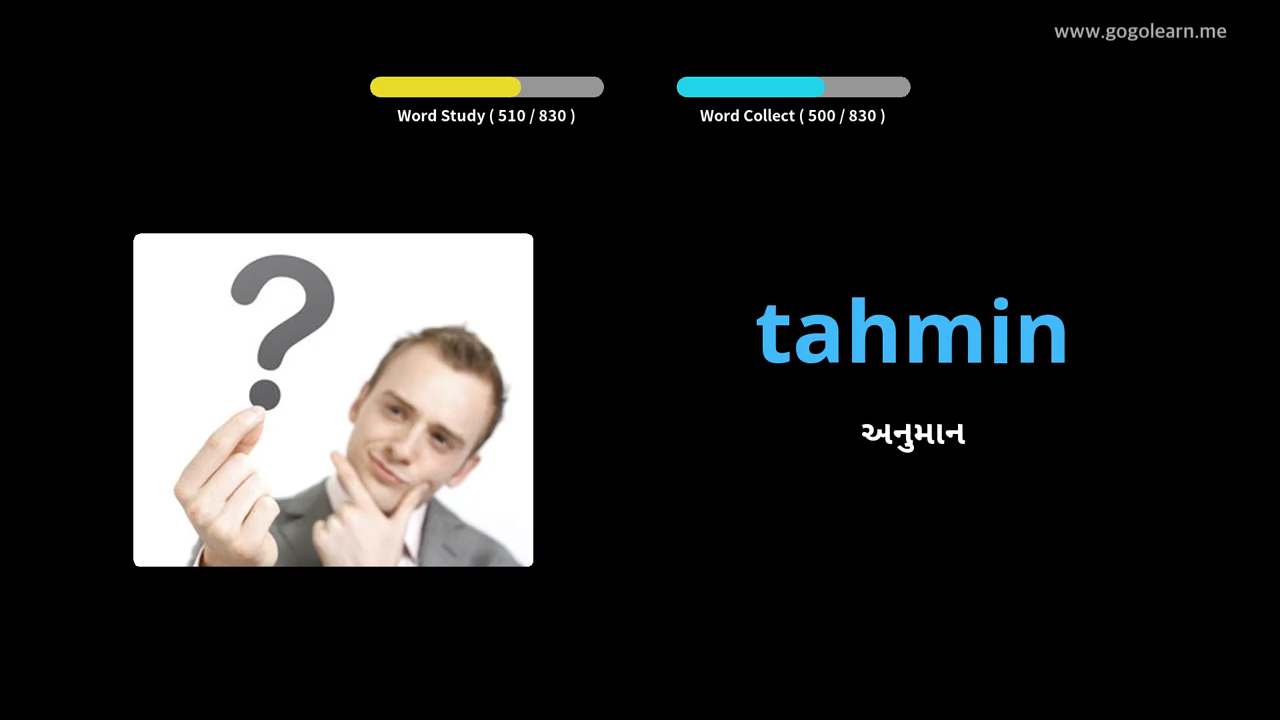 www.gogolearn.me
Word Study ( 510 / 830 )
Word Collect ( 500 / 830 )
?
tahmin
અનુમાન